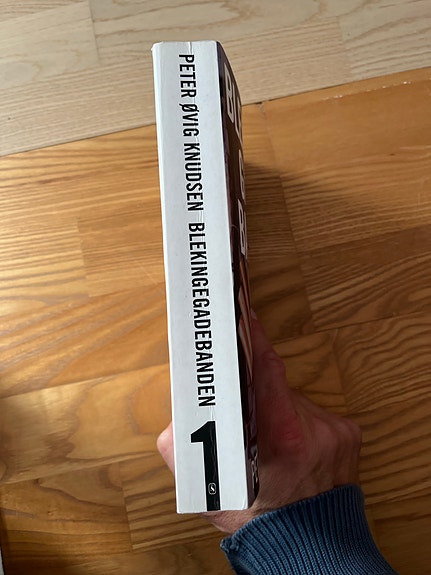 PETER ØVIG KNUDSEN BLEKINGEGADEBANDEN
1